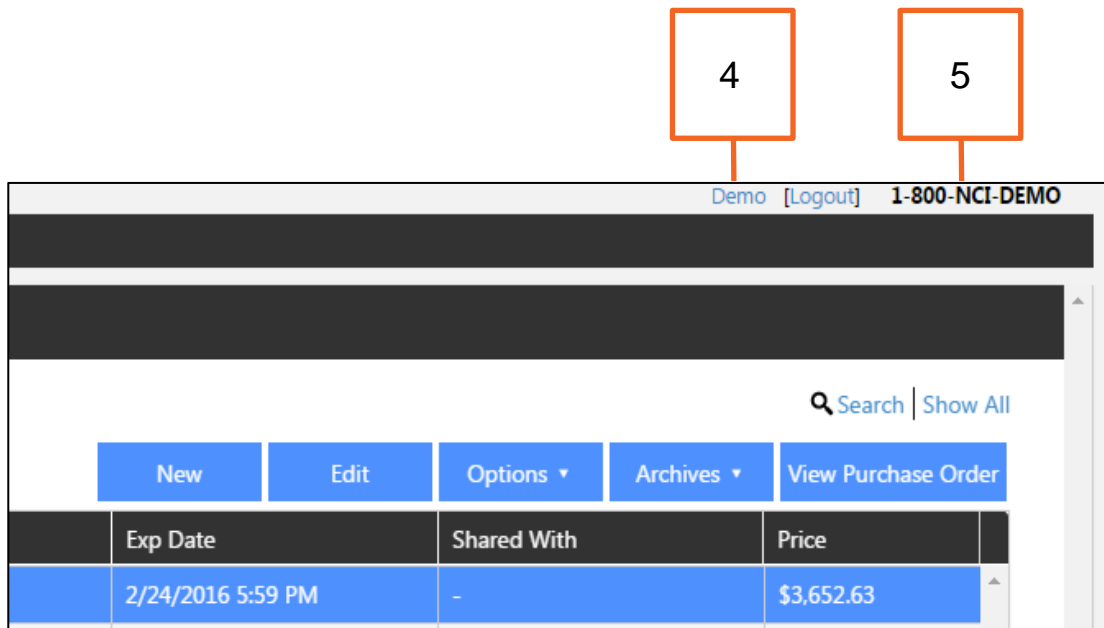 4 5
Demo [Logout] 1-800-NCI-DEMO
Search | Show All
New Edit Options ▾ Archives ▾ View Purchase Order
Exp Date Shared With Price
2/24/2016 5:59 PM - $3,652.63